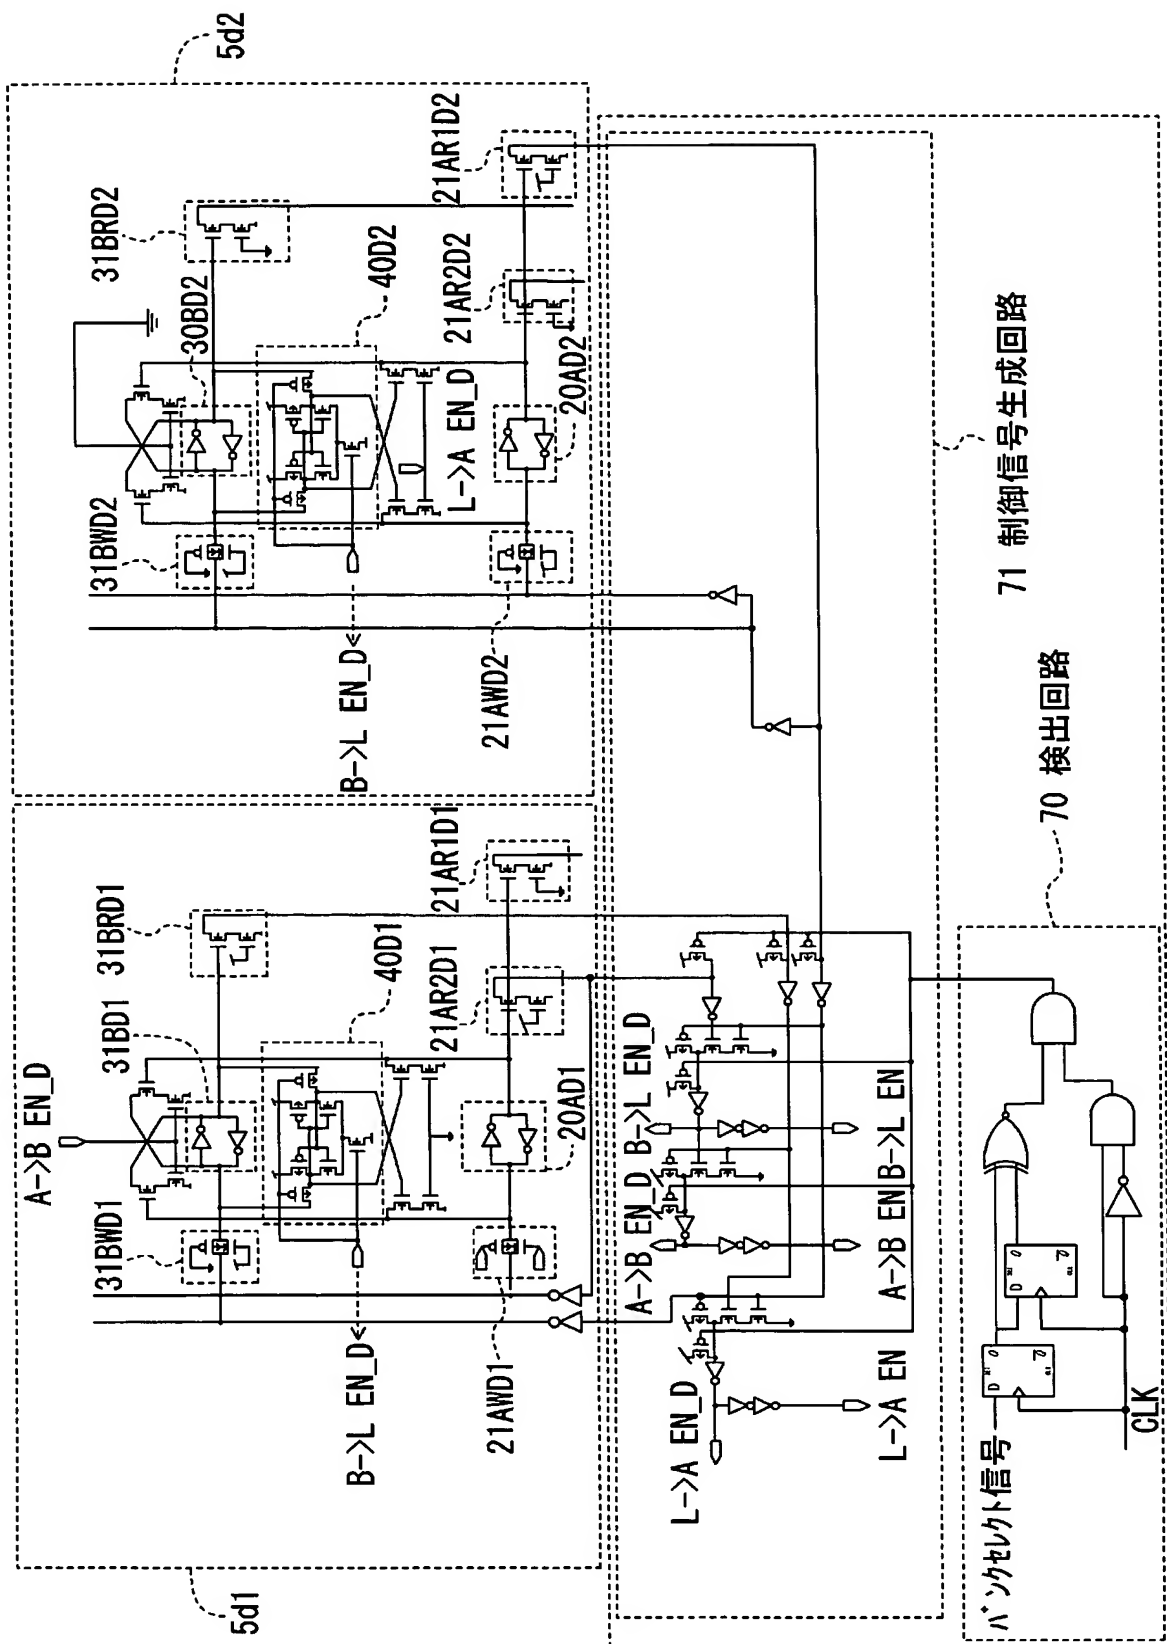 5d1
5d2
A->B EN_D
31BWD1
31BD1
31BRD1
B->L EN_D
40D1
21AWD1
20AD1
21AR2D1
21AR1D1
31BWD2
30BD2
31BRD2
B->L EN_D
40D2
L->A EN_D
21AWD2
20AD2
21AR2D2
21AR1D2
L->A EN_D
A->B EN_D
B->L EN_D
L->A EN
A->B EN
B->L EN
71 制御信号生成回路
70 検出回路
バンクセレクト信号
D
Q
D
Q
CLK